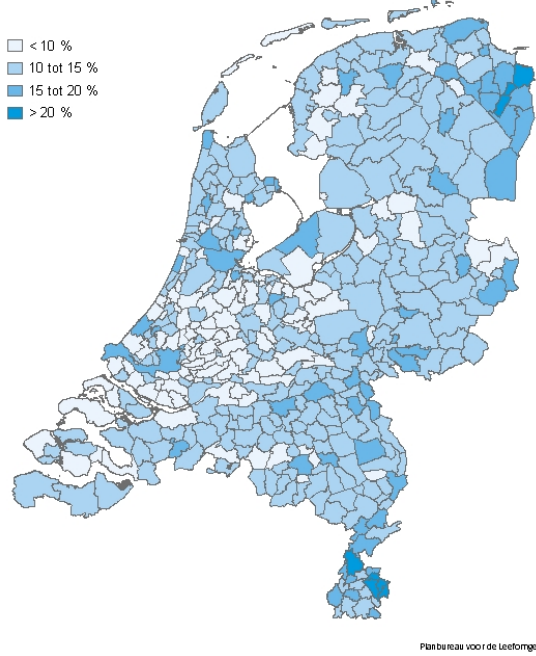 < 10 %
10 tot 15 %
15 tot 20 %
> 20 %
Planbureau voor de Leefomge